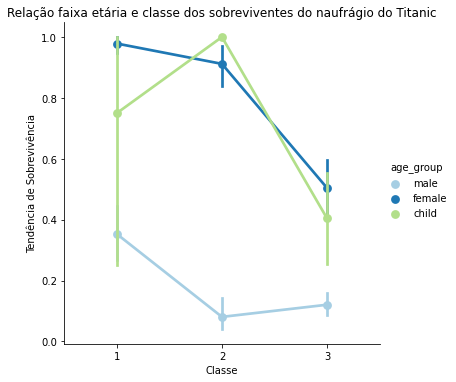 Relação faixa etária e classe dos sobreviventes do naufrágio do Titanic
Tendência de Sobrevivência
1.0
0.8
0.6
0.4
0.2
0.0
1
2
3
Classe
age_group
male
female
child